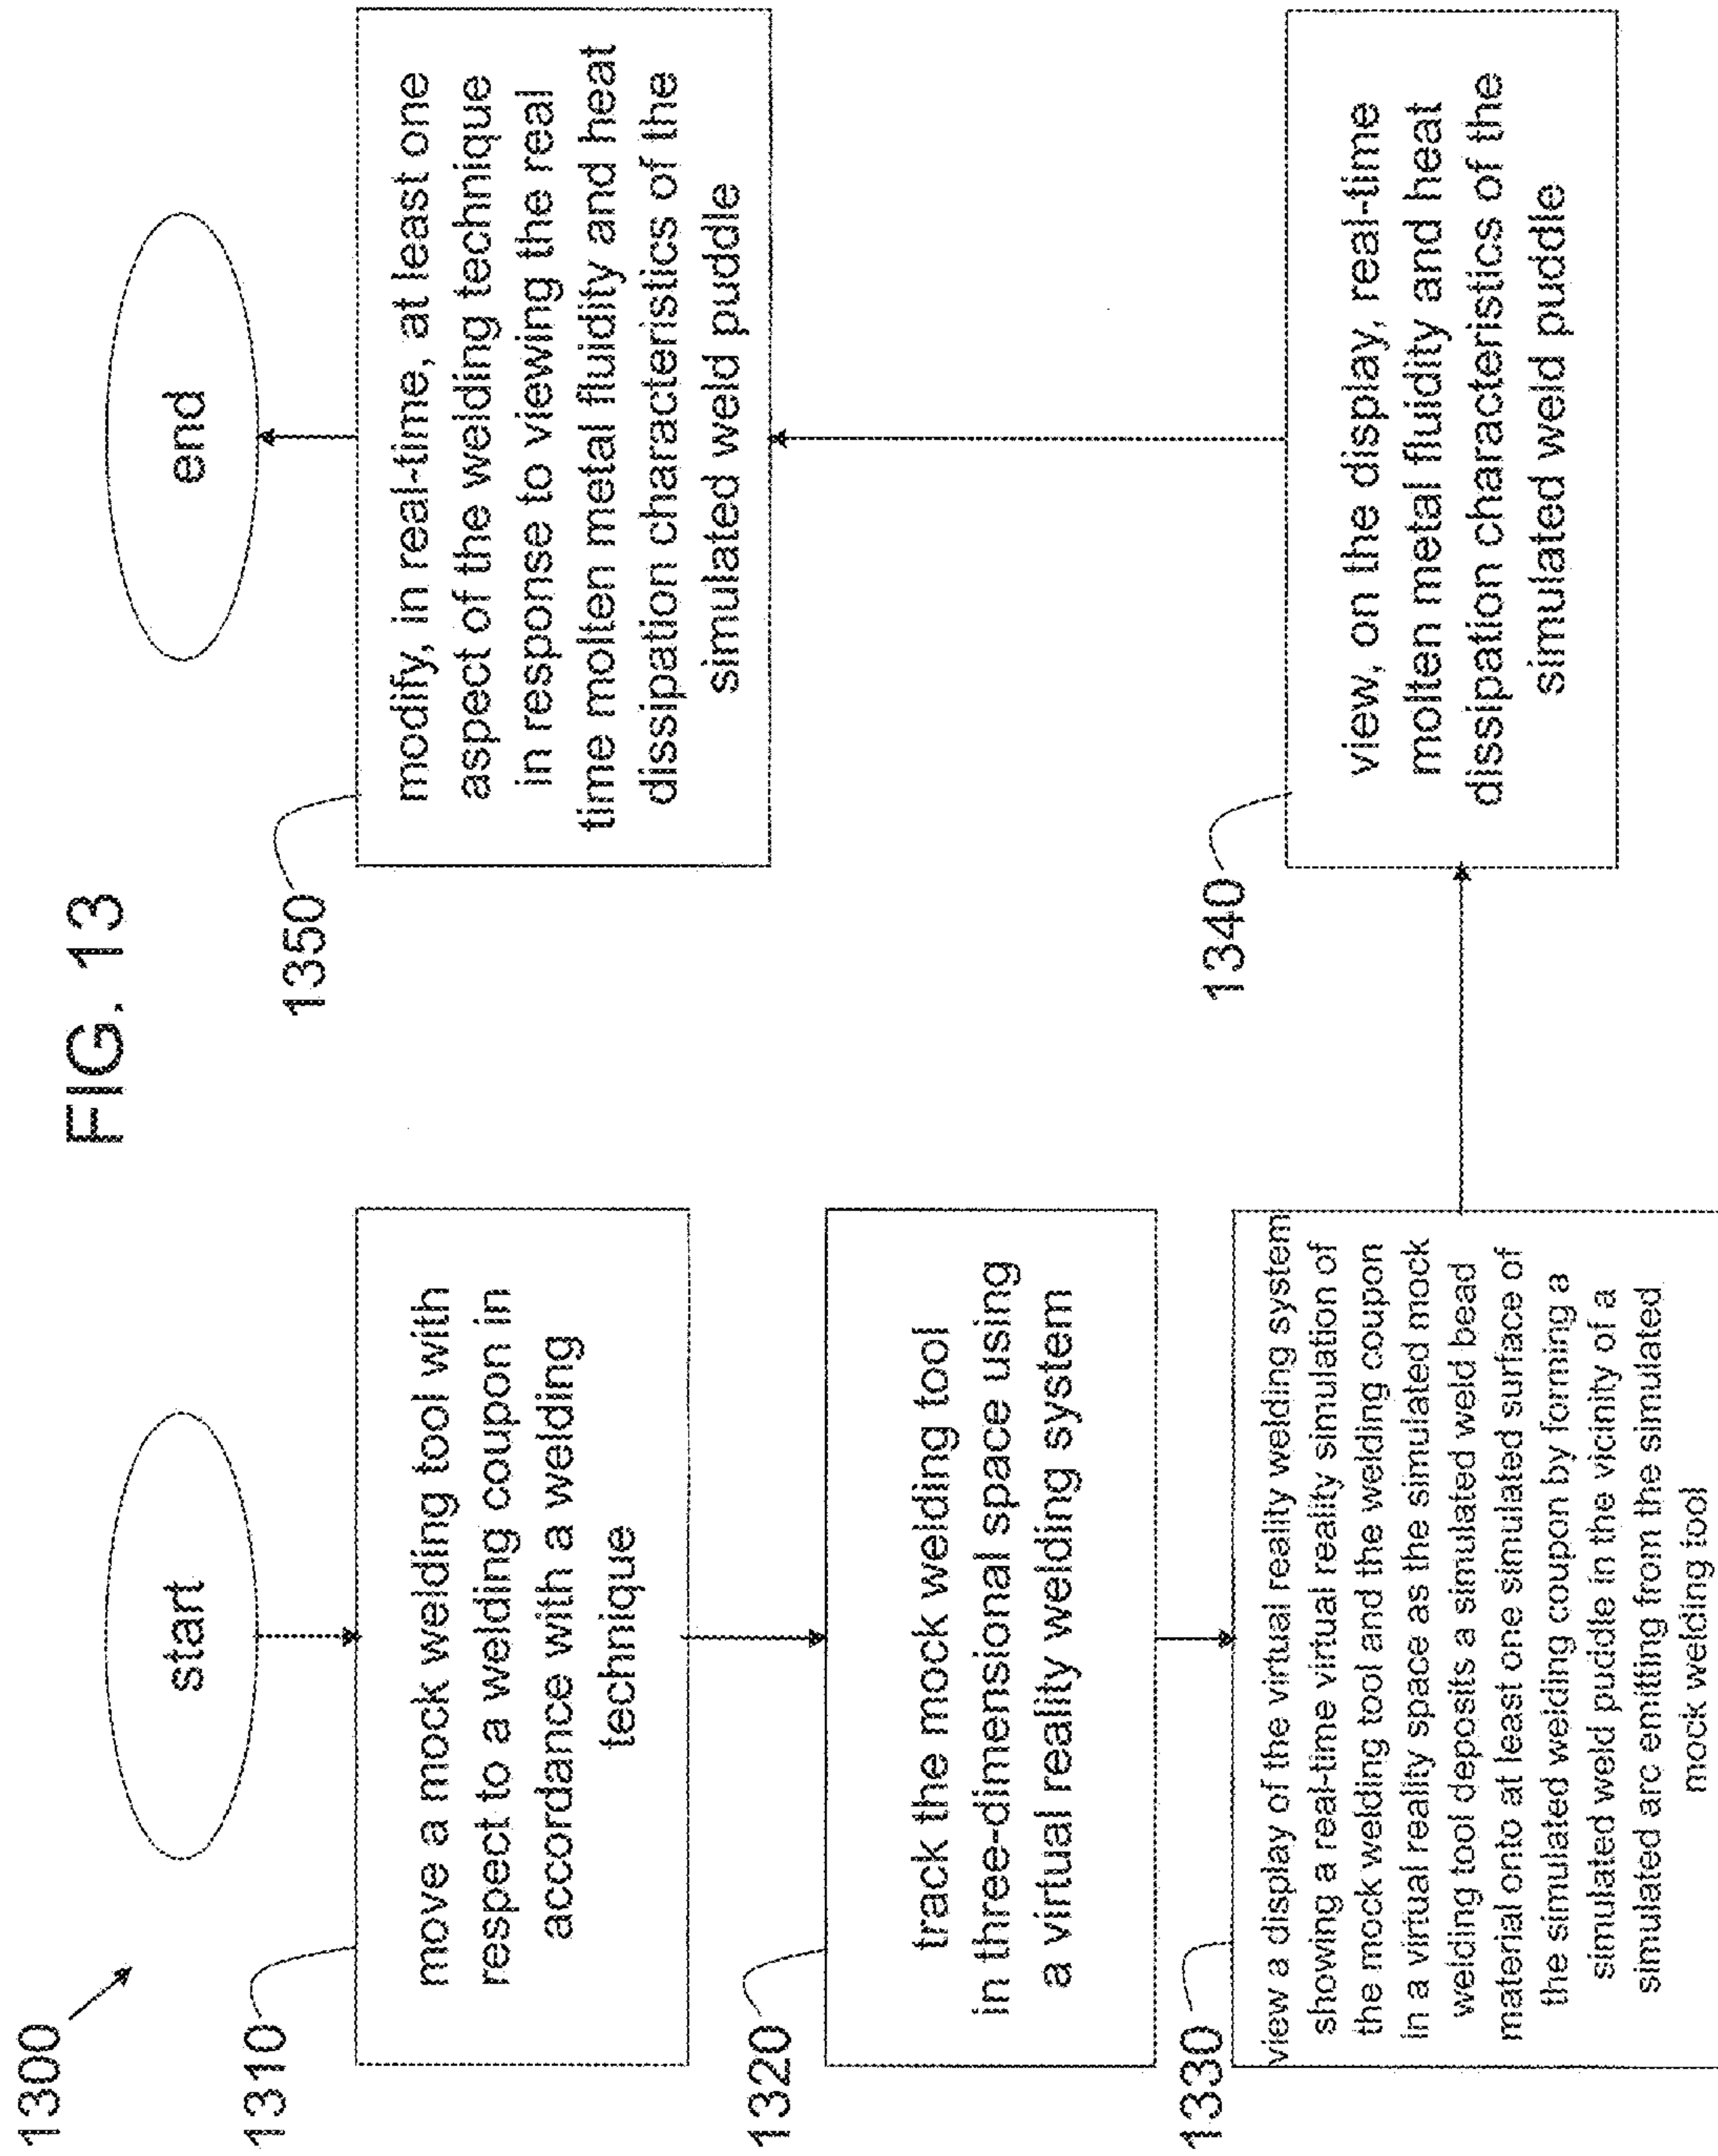 FIG. 13
1300
start
1310
move a mock welding tool with
respect to a welding coupon in
accordance with a welding
technique
1320
track the mock welding tool
in three-dimensional space using
a virtual reality welding system
1330
view a display of the virtual reality welding system
showing a real-time virtual reality simulation of
the mock welding tool and the welding coupon
in a virtual reality space as the simulated mock
welding tool deposits a simulated weld bead
material onto at least one simulated surface of
the simulated welding coupon by forming a
simulated weld puddle in the vicinity of a
simulated arc emitting from the simulated
mock welding tool
1340
view, on the display, real-time
molten metal fluidity and heat
dissipation characteristics of the
simulated weld puddle
1350
modify, in real-time, at least one
aspect of the welding technique
in response to viewing the real
time molten metal fluidity and heat
dissipation characteristics of the
simulated weld puddle
end